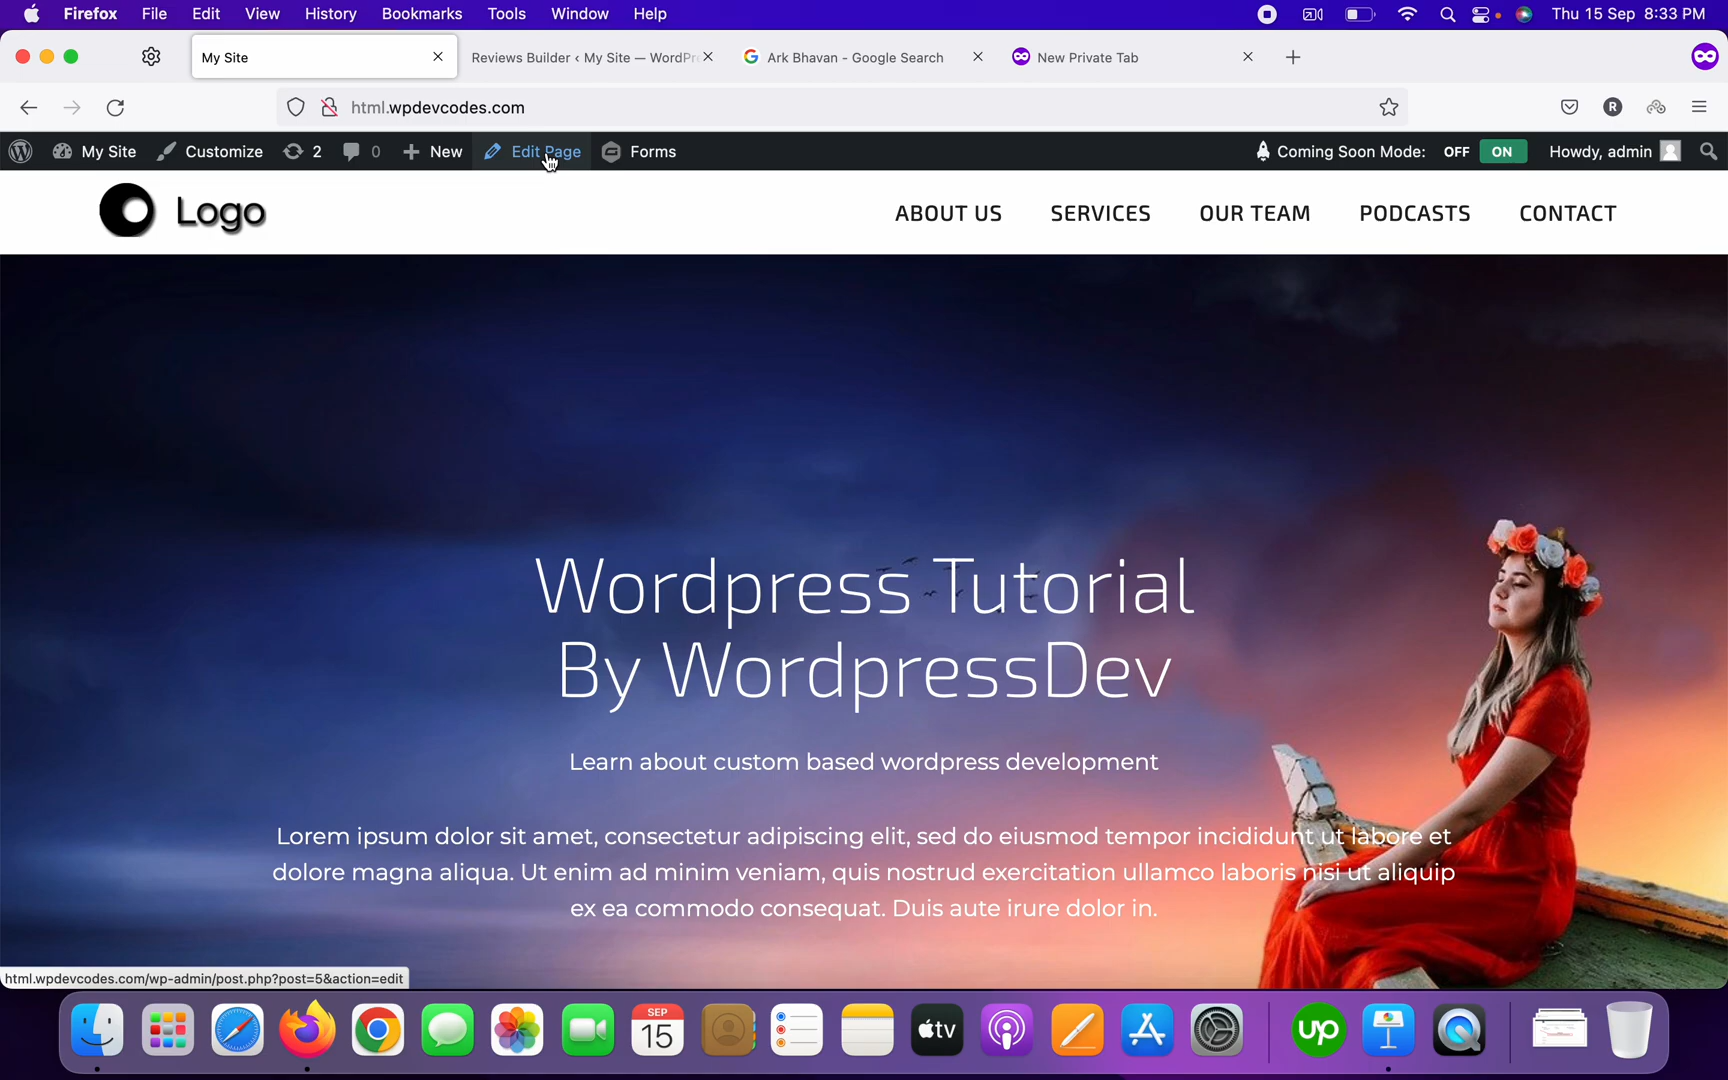 Firefox File Edit View History Bookmarks Tools Window Help Thu 15 Sep 8:33 PM
My Site
Reviews Builder ‹ My Site — WordPr
Ark Bhavan - Google Search
New Private Tab
html.wpdevcodes.com
R
My Site Customize 2 0 New Edit Page Forms Coming Soon Mode: OFF ON Howdy, admin
Logo ABOUT US SERVICES OUR TEAM PODCASTS CONTACT
Wordpress Tutorial
By WordpressDev
Learn about custom based wordpress development
Lorem ipsum dolor sit amet, consectetur adipiscing elit, sed do eiusmod tempor incididunt ut labore et
dolore magna aliqua. Ut enim ad minim veniam, quis nostrud exercitation ullamco laboris nisi ut aliquip
ex ea commodo consequat. Duis aute irure dolor in.
html.wpdevcodes.com/wp-admin/post.php?post=5&action=edit
SEP
15
tv
up